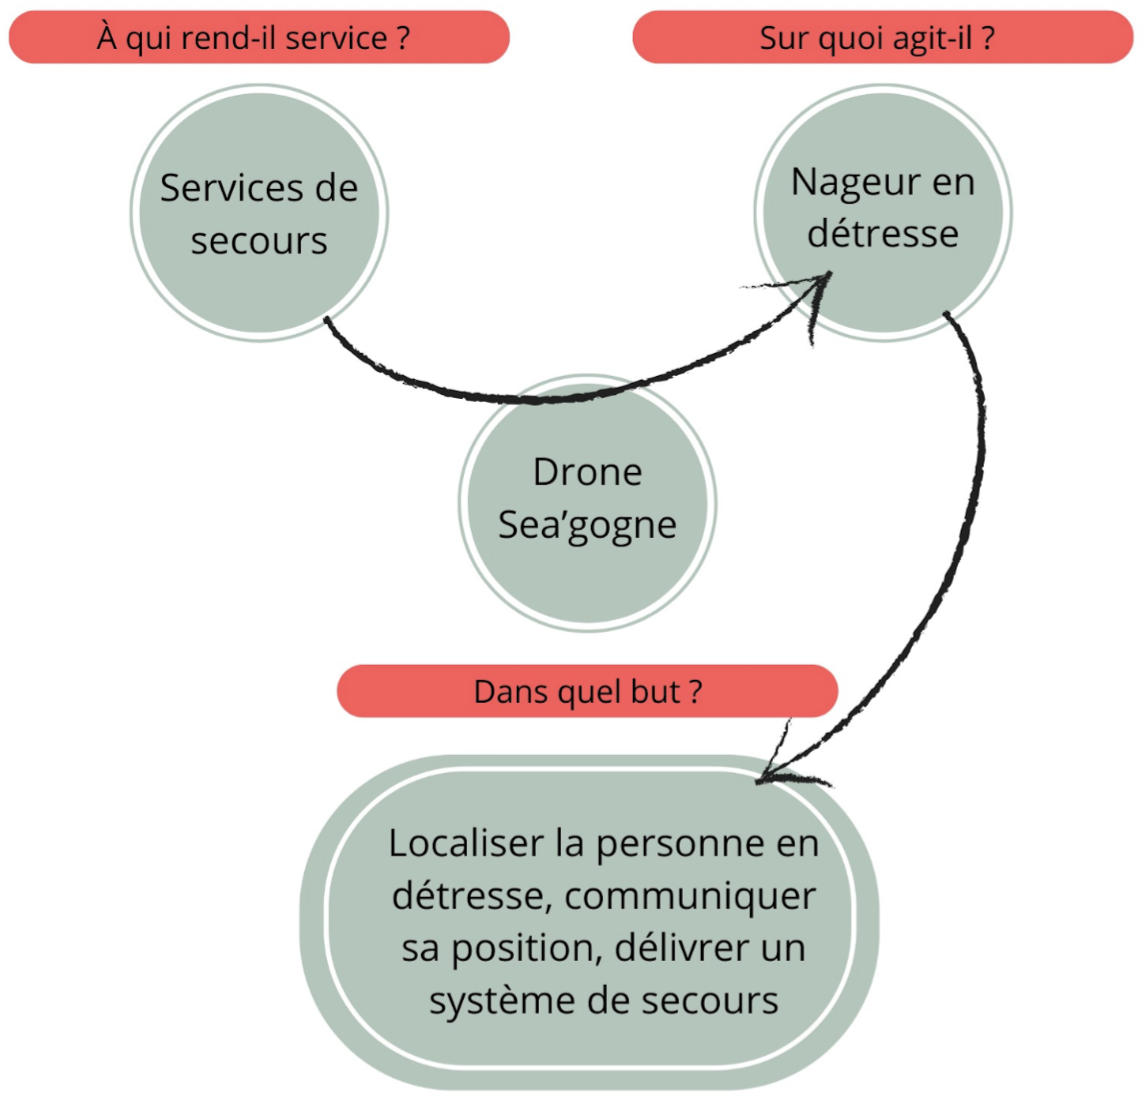 À qui rend-il service ?
Sur quoi agit-il ?
Services de
secours
Nageur en
détresse
Drone
Sea’gogne
Dans quel but ?
Localiser la personne en
détresse, communiquer
sa position, délivrer un
système de secours